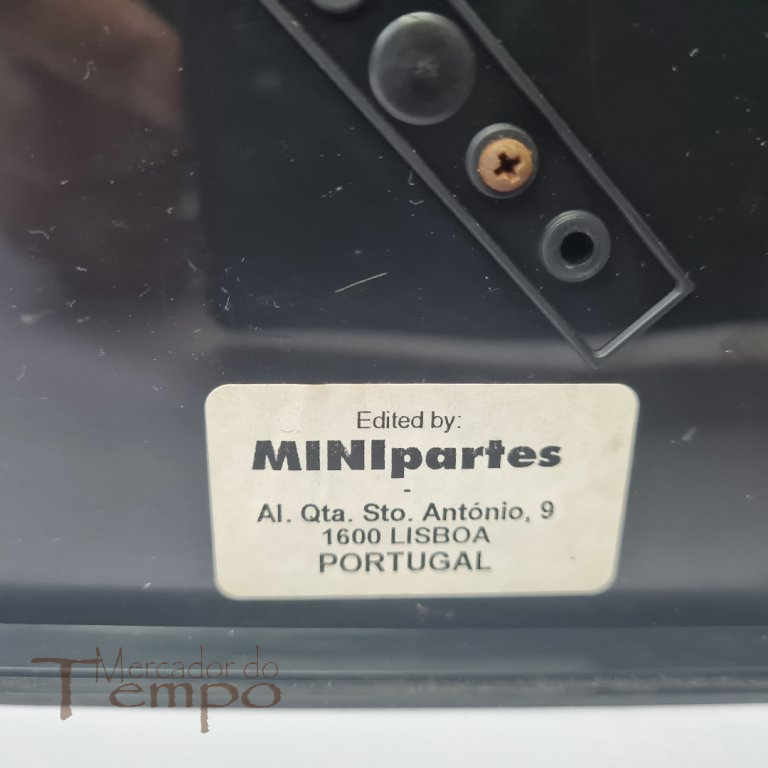 Edited by:
MINIpartes
-
Al. Qta. Sto. António, 9
1600 LISBOA
PORTUGAL
Mercador do
Tempo